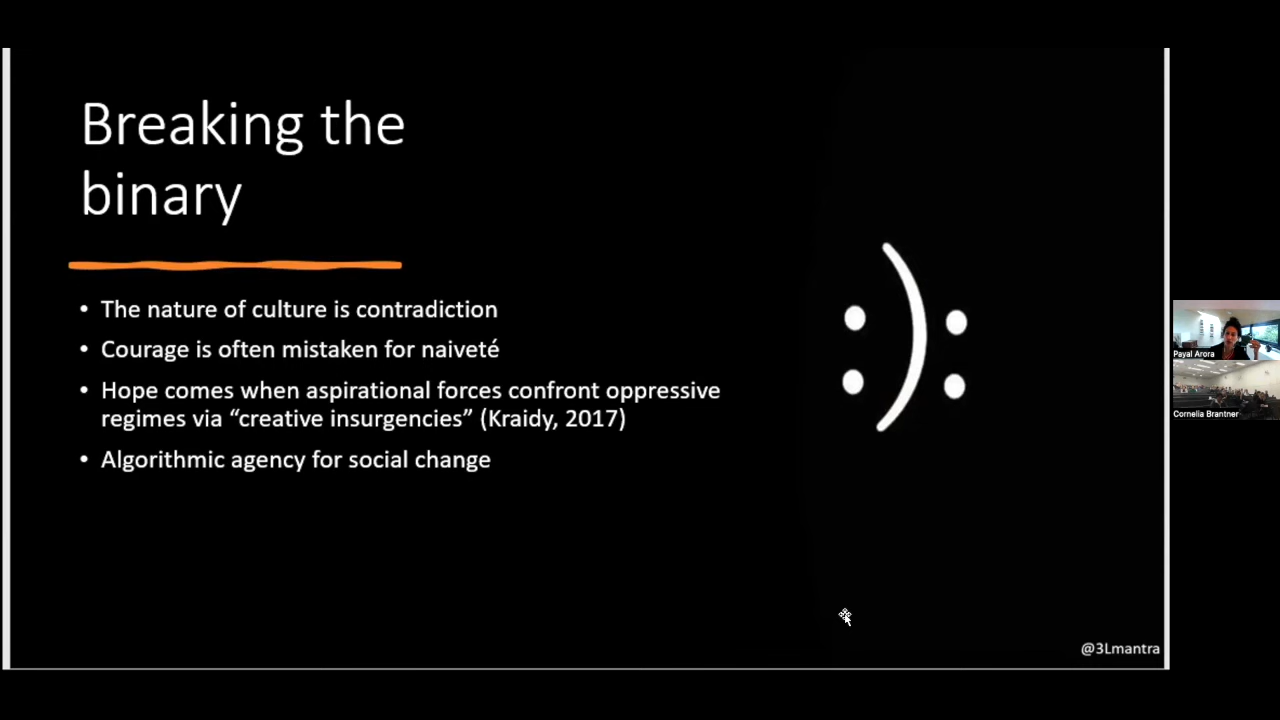 Breaking the
binary
• The nature of culture is contradiction
• Courage is often mistaken for naiveté
• Hope comes when aspirational forces confront oppressive
regimes via “creative insurgencies” (Kraidy, 2017)
• Algorithmic agency for social change
:):
@3Lmantra
Payal Arora
Cornelia Brantner